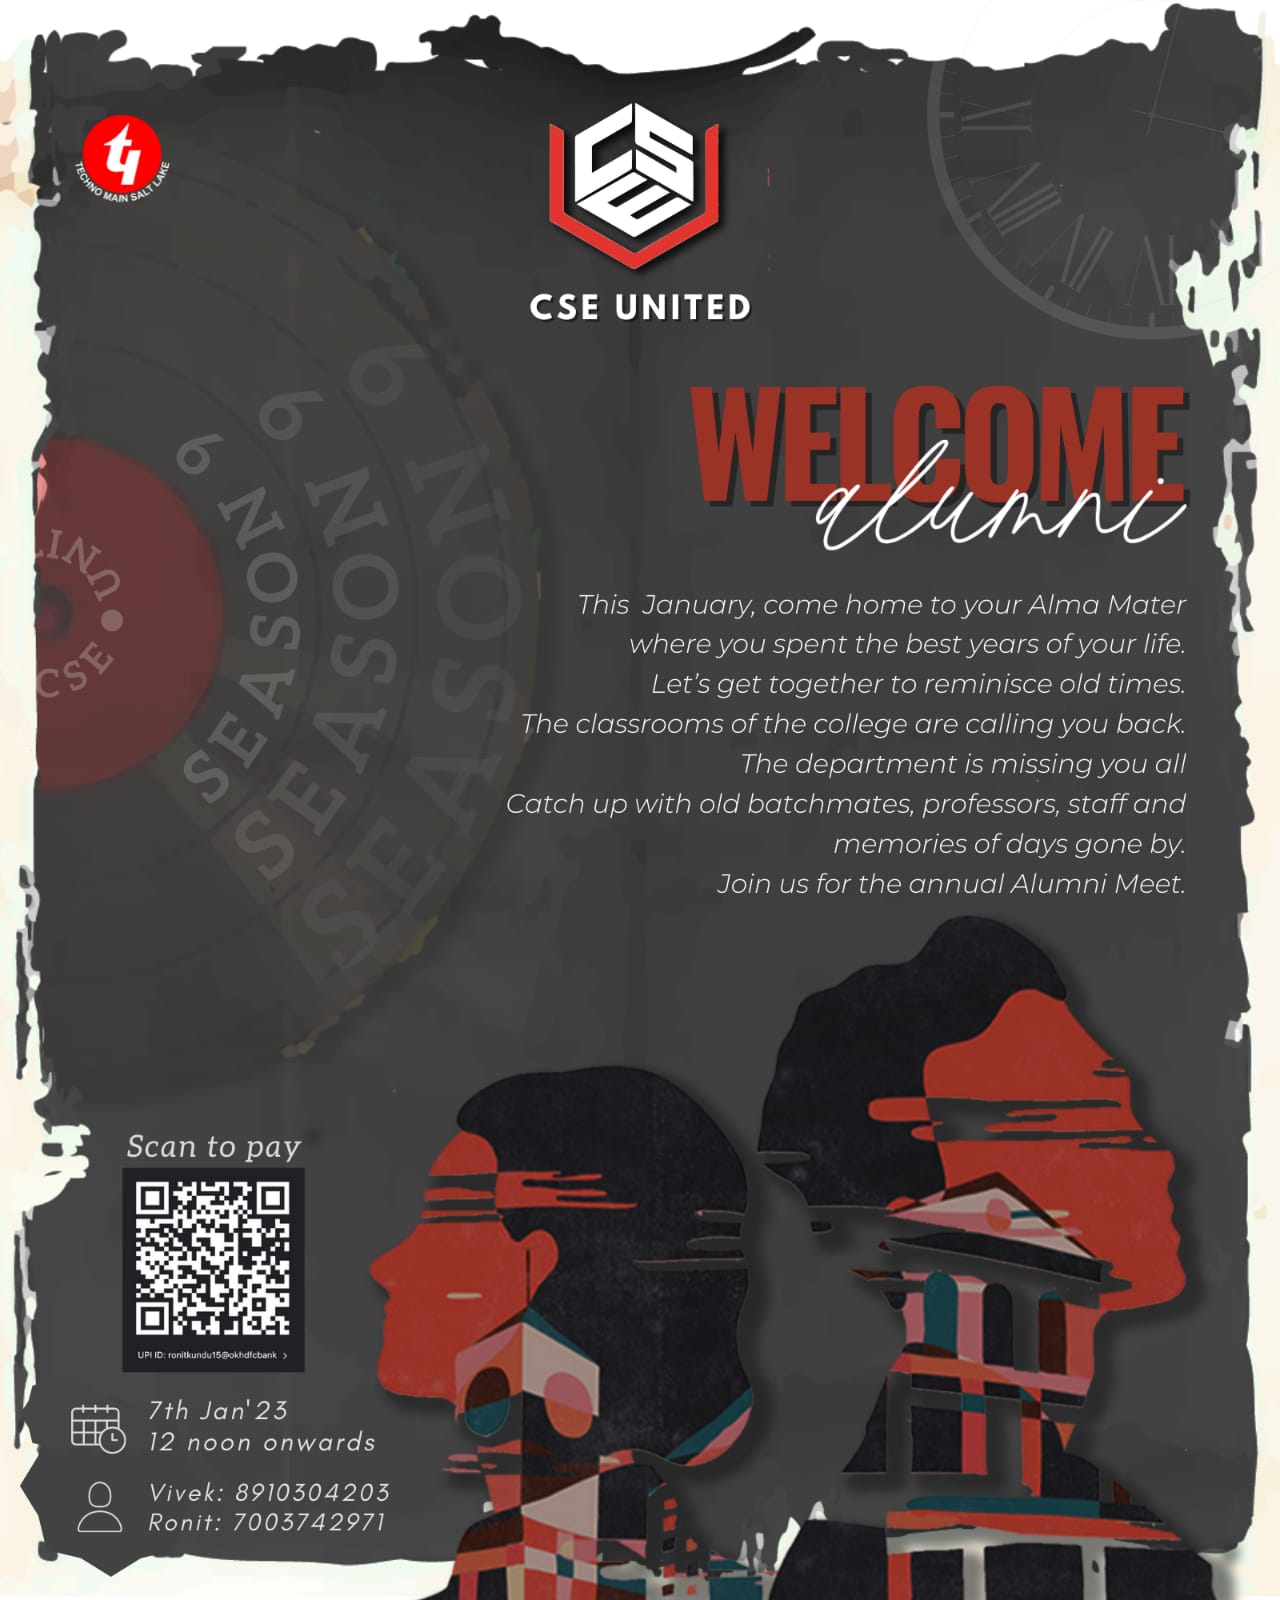 TECHNO MAIN SALT LAKE
CSE
CSE UNITED
WELCOME
alumni
This January, come home to your Alma Mater
where you spent the best years of your life.
Let's get together to reminisce old times.
The classrooms of the college are calling you back.
The department is missing you all
Catch up with old batchmates, professors, staff and
memories of days gone by.
Join us for the annual Alumni Meet.
SEASON 6
SEASON 6
SEASON 6
CSE
Scan to pay
UPI ID: ronitkundu15@okhdfcbank >
7th Jan'23
12 noon onwards
Vivek: 8910304203
Ronit: 7003742971